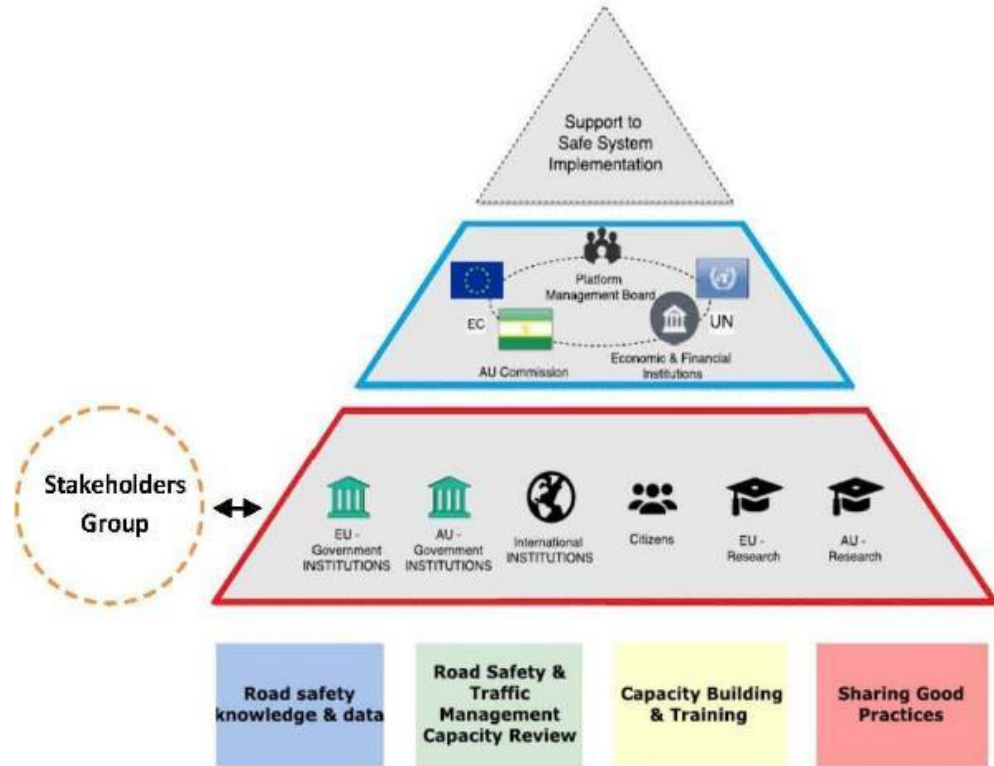 Support to
Safe System
Implementation
Platform
Management Board
EC
UN
AU Commission
Economic & Financial
Institutions
Stakeholders
Group
EU -
Government
INSTITUTIONS
AU -
Government
INSTITUTIONS
International
INSTITUTIONS
Citizens
EU -
Research
AU -
Research
Road safety
knowledge & data
Road Safety &
Traffic
Management
Capacity Review
Capacity Building
& Training
Sharing Good
Practices